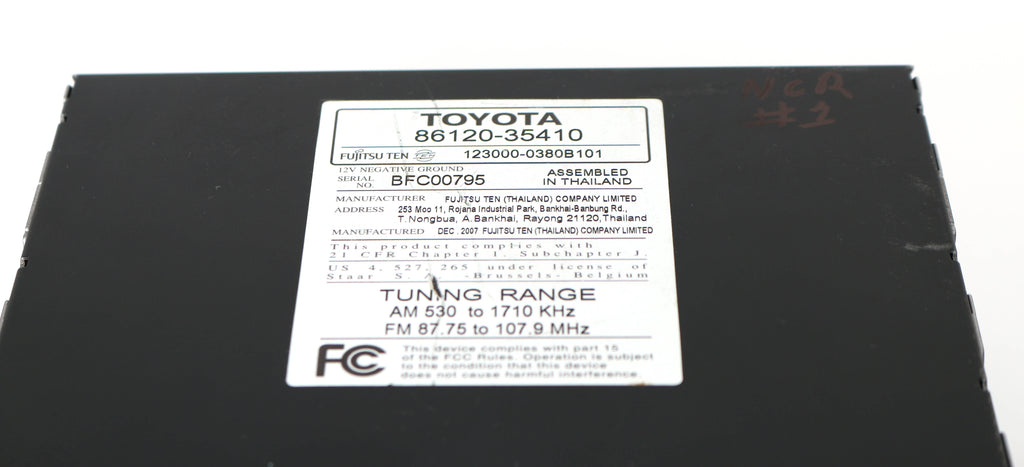 TOYOTA
86120-35410
FUJITSU TEN 123000-0380B101
12V NEGATIVE GROUND
SERIAL NO. BFC00795 ASSEMBLED IN THAILAND
MANUFACTURER FUJITSU TEN (THAILAND) COMPANY LIMITED
ADDRESS 253 Moo 11, Rojana Industrial Park, Bankhai-Banbung Rd.,
T.Nongbua, A.Bankhai, Rayong 21120,Thailand
MANUFACTURED DEC. 2007 FUJITSU TEN (THAILAND) COMPANY LIMITED
This product complies with
21 CFR Chapter I, Subchapter J.
US 4, 527, 265 under license of
Staar S. A. -Brussels- Belgium
TUNING RANGE
AM 530 to 1710 KHz
FM 87.75 to 107.9 MHz
FC This device complies with part 15
of the FCC Rules. Operation is subject
to the condition that this device
does not cause harmful interference.
#2